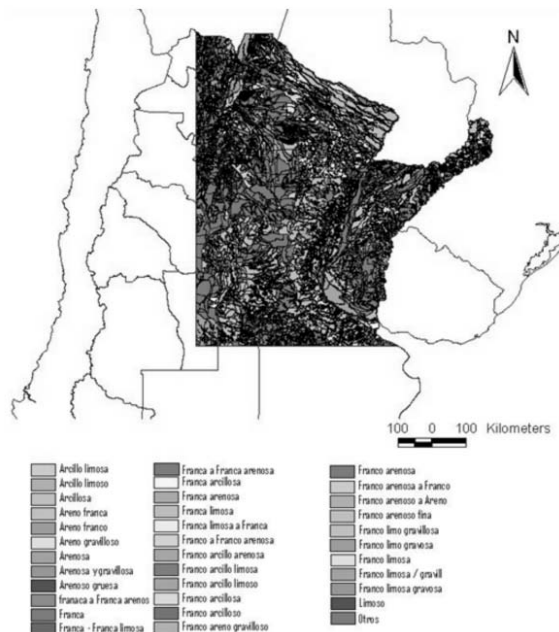 N
100 0 100 Kilometers
Arcillo limosa
Arcillo limoso
Arcillosa
Areno franca
Areno franco
Areno gravilloso
Arenosa
Arenosa y gravillosa
Arenoso gruesa
franaca a Franca arenos
Franca
Franca - Franca limosa
Franca a Franca arenosa
Franca arcillosa
Franca arenosa
Franca limosa
Franca limosa a Franca
Franco a Franco arenosa
Franco arcillo arenosa
Franco arcillo limosa
Franco arcillo limoso
Franco arcillosa
Franco arcilloso
Franco areno gravilloso
Franco arenosa
Franco arenosa a Franco
Franco arenoso a Areno
Franco arenoso fina
Franco limo gravillosa
Franco limo gravosa
Franco limosa
Franco limosa / gravill
Franco limosa gravosa
Limoso
Otros